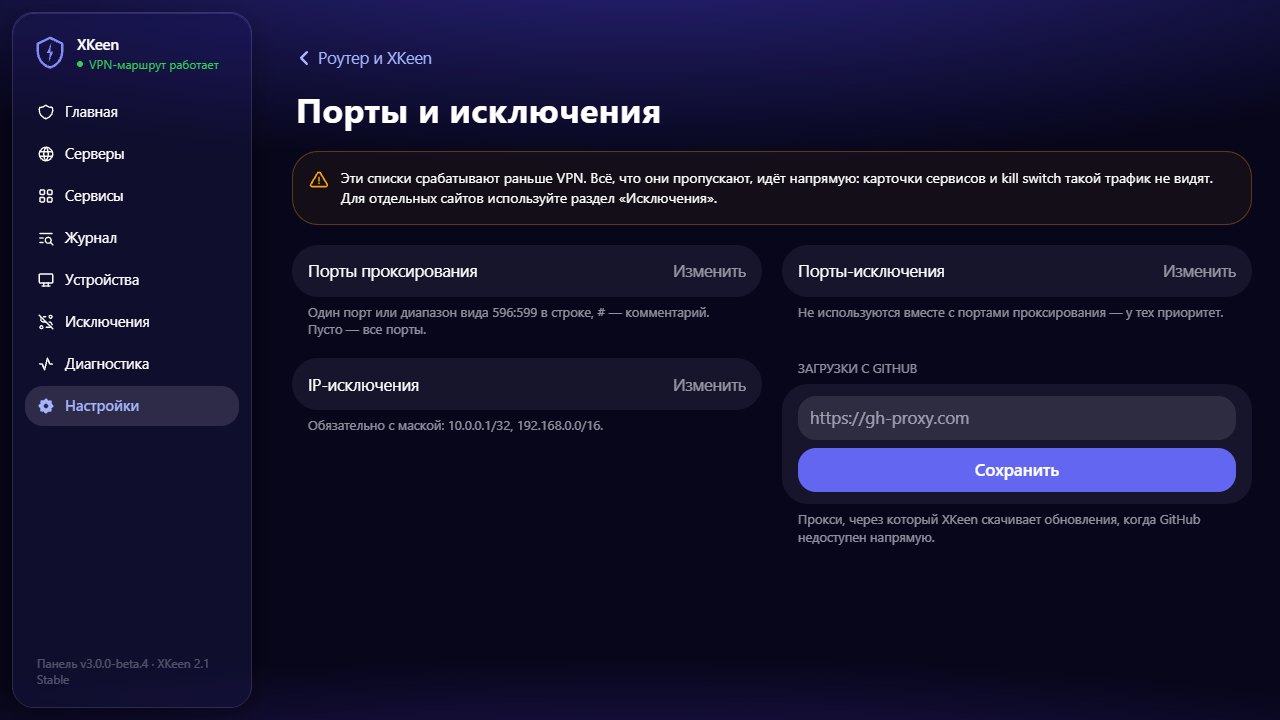 XKeen
VPN-маршрут работает
Главная
Серверы
Сервисы
Журнал
Устройства
Исключения
Диагностика
Настройки
Панель v3.0.0-beta.4 · XKeen 2.1
Stable
Роутер и XKeen
Порты и исключения
Эти списки срабатывают раньше VPN. Всё, что они пропускают, идёт напрямую: карточки сервисов и kill switch такой трафик не видят.
Для отдельных сайтов используйте раздел «Исключения».
Порты проксирования Изменить
Один порт или диапазон вида 596:599 в строке, # — комментарий.
Пусто — все порты.
IP-исключения Изменить
Обязательно с маской: 10.0.0.1/32, 192.168.0.0/16.
Порты-исключения Изменить
Не используются вместе с портами проксирования — у тех приоритет.
ЗАГРУЗКИ С GITHUB
https://gh-proxy.com
Сохранить
Прокси, через который XKeen скачивает обновления, когда GitHub
недоступен напрямую.